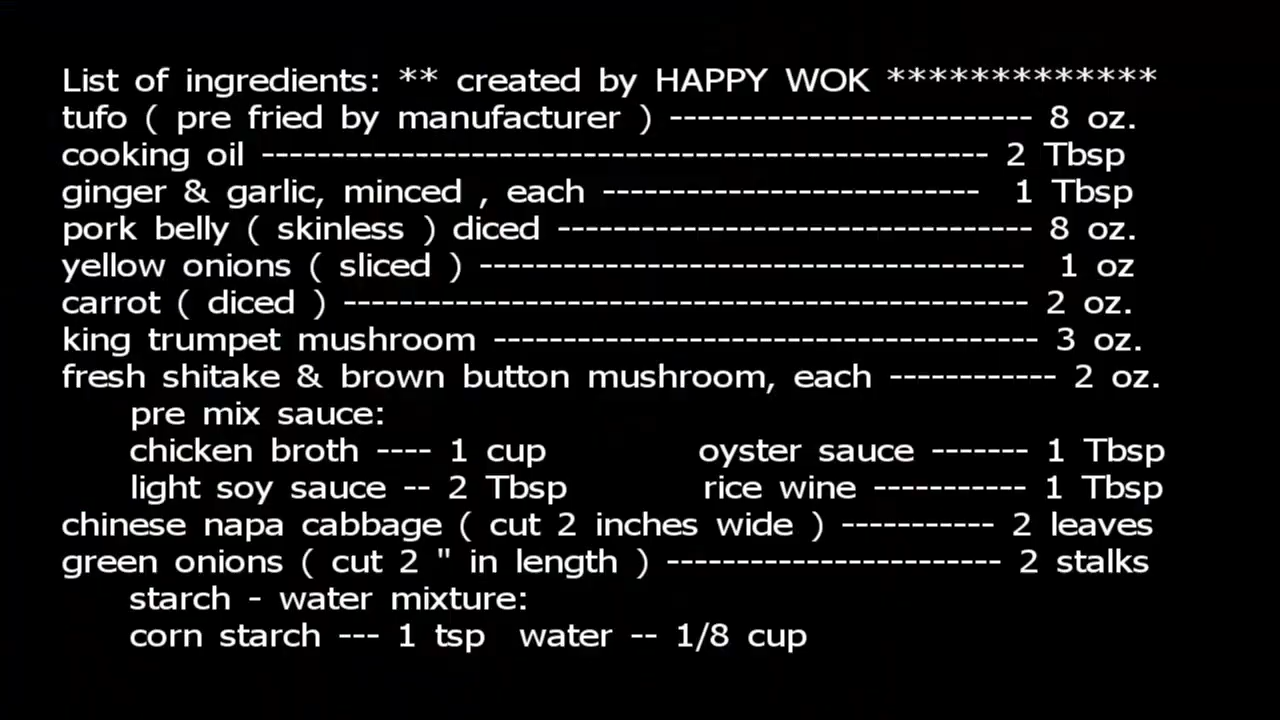 List of ingredients: ** created by HAPPY WOK *************
tufo ( pre fried by manufacturer ) -------------------------- 8 oz.
cooking oil ---------------------------------------------------- 2 Tbsp
ginger & garlic, minced , each --------------------------- 1 Tbsp
pork belly ( skinless ) diced ---------------------------------- 8 oz.
yellow onions ( sliced ) --------------------------------------- 1 oz
carrot ( diced ) ------------------------------------------------- 2 oz.
king trumpet mushroom --------------------------------------- 3 oz.
fresh shitake & brown button mushroom, each ------------ 2 oz.
pre mix sauce:
chicken broth ---- 1 cup oyster sauce ------- 1 Tbsp
light soy sauce -- 2 Tbsp rice wine ----------- 1 Tbsp
chinese napa cabbage ( cut 2 inches wide ) ----------- 2 leaves
green onions ( cut 2 " in length ) ------------------------ 2 stalks
starch - water mixture:
corn starch --- 1 tsp water -- 1/8 cup